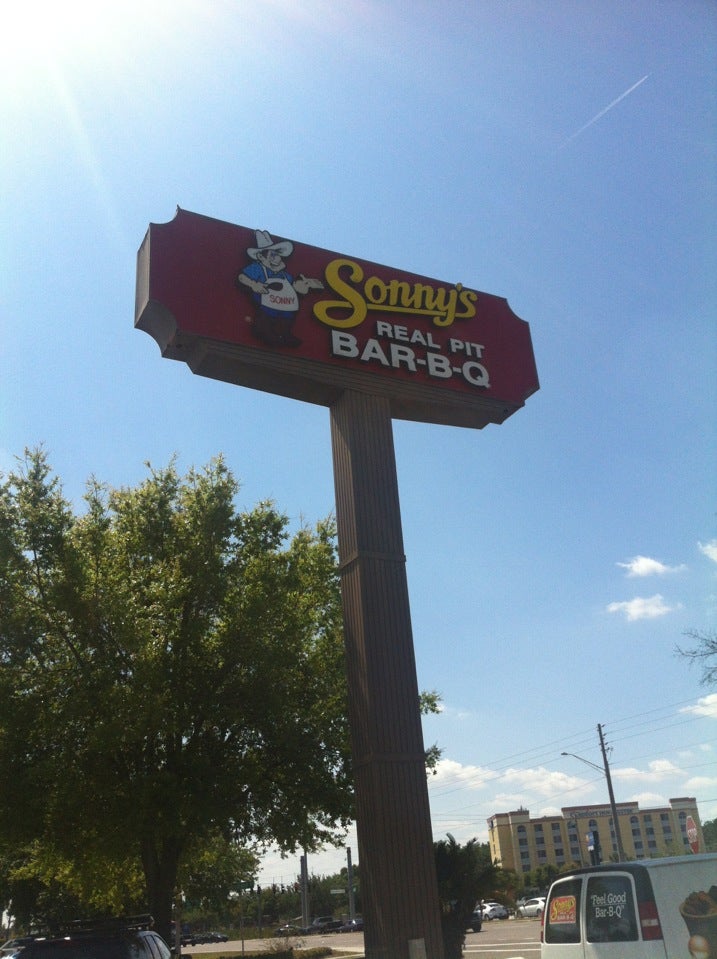 SONNY
Sonny's
REAL PIT
BAR-B-Q
Sonny's
"Feel Good
Bar-B-Q"